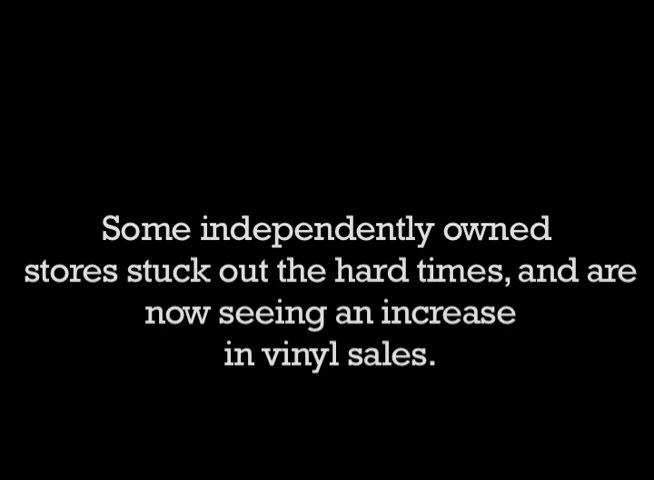 Some independently owned
stores stuck out the hard times, and are
now seeing an increase
in vinyl sales.